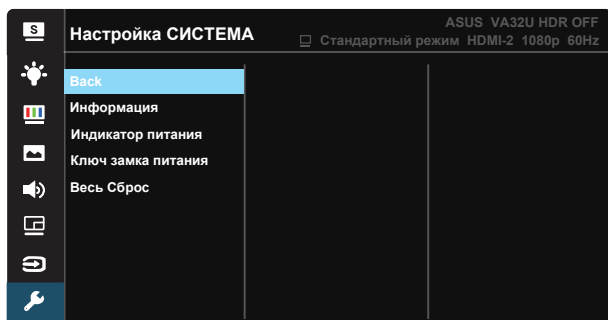 S
Настройка СИСТЕМА
ASUS VA32U HDR OFF
Стандартный режим HDMI-2 1080p 60Hz
Back
Информация
Индикатор питания
Ключ замка питания
Весь Сброс